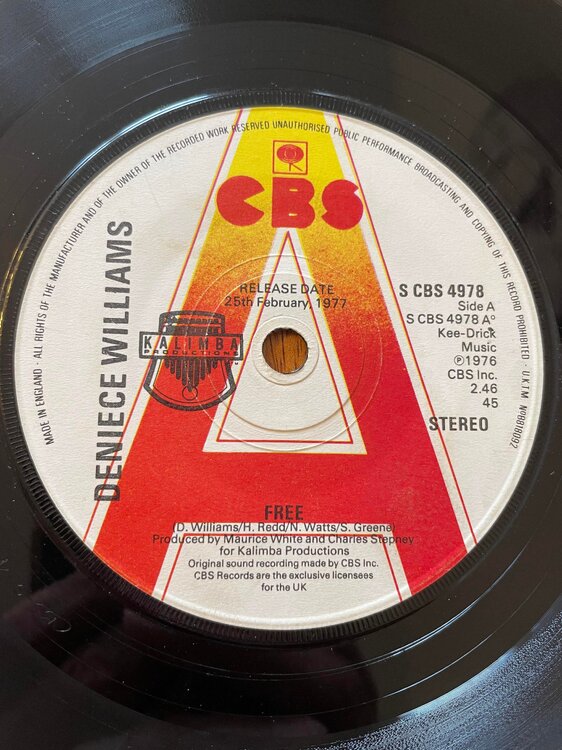 MADE IN ENGLAND · ALL RIGHTS OF THE MANUFACTURER AND OF THE OWNER OF THE RECORDED WORK RESERVED UNAUTHORISED PUBLIC PERFORMANCE BROADCASTING AND COPYING OF THIS RECORD PROHIBITED · U.K.T.M. No 8818092
CBS
RELEASE DATE
25th February, 1977
DENIECE WILLIAMS
KALIMBA
PRODUCTIONS
S CBS 4978
Side A
S CBS 4978 A°
Kee-Drick
Music
℗1976
CBS Inc.
2.46
45
STEREO
A
FREE
(D. Williams/H. Redd/N. Watts/S. Greene)
Produced by Maurice White and Charles Stepney
for Kalimba Productions
Original sound recording made by CBS Inc.
CBS Records are the exclusive licensees
for the UK